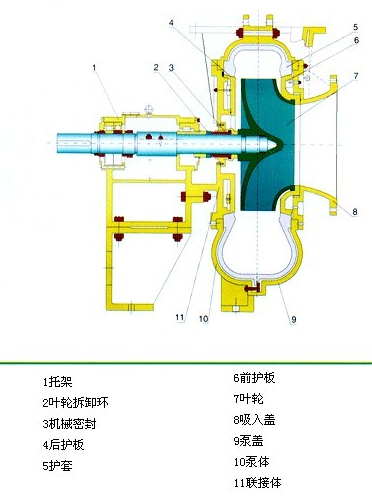 4
5
6
2
3
1
7
8
11
10
9
1托架
2叶轮拆卸环
3机械密封
4后护板
5护套
6前护板
7叶轮
8吸入盖
9泵盖
10泵体
11联接体